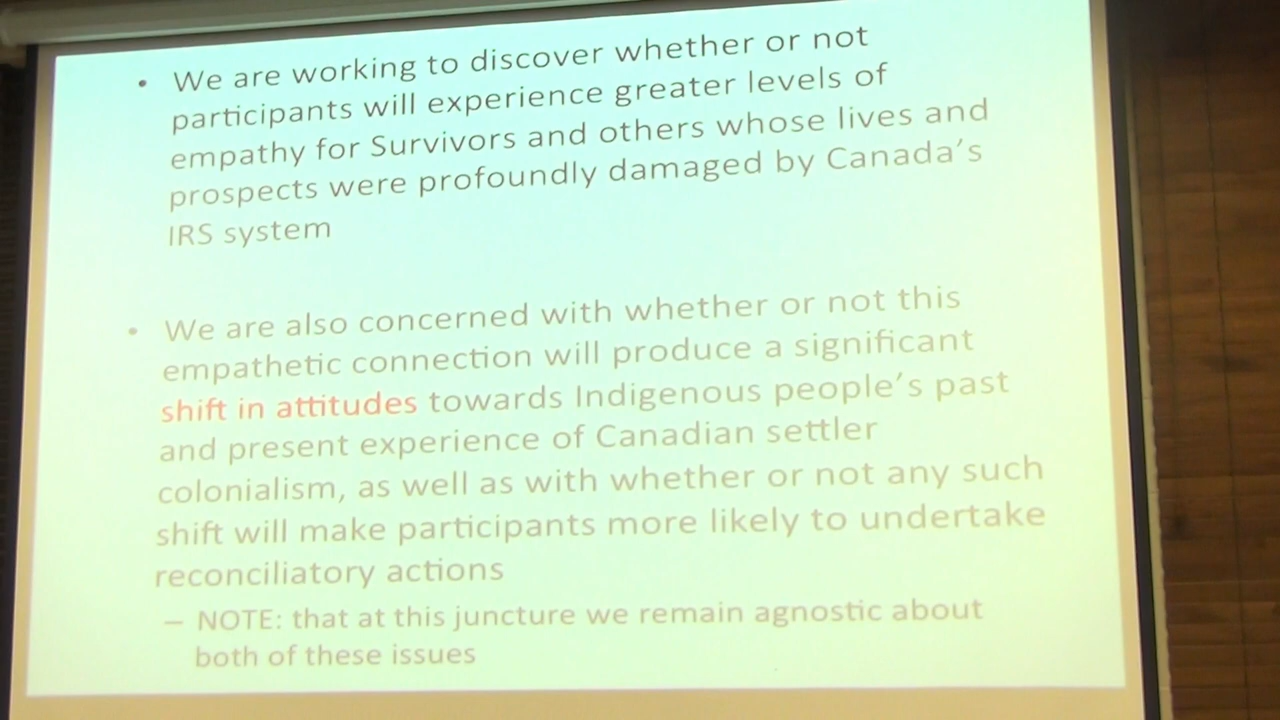 • We are working to discover whether or not
participants will experience greater levels of
empathy for Survivors and others whose lives and
prospects were profoundly damaged by Canada's
IRS system
• We are also concerned with whether or not this
empathetic connection will produce a significant
shift in attitudes towards Indigenous people's past
and present experience of Canadian settler
colonialism, as well as with whether or not any such
shift will make participants more likely to undertake
reconciliatory actions
– NOTE: that at this juncture we remain agnostic about
both of these issues